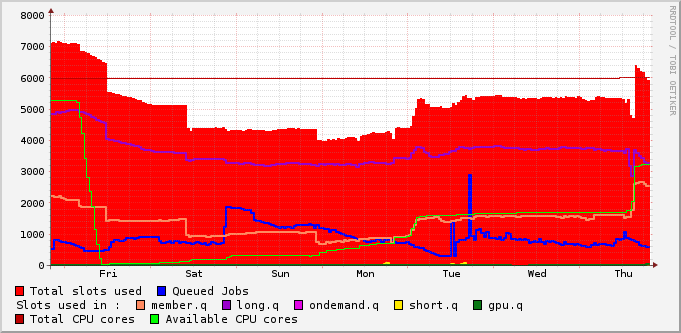 8000
7000
6000
5000
4000
3000
2000
1000
0
Fri Sat Sun Mon Tue Wed Thu
RRDTOOL / TOBI OETIKER
Total slots used Queued Jobs
Slots used in : member.q long.q ondemand.q short.q gpu.q
Total CPU cores Available CPU cores